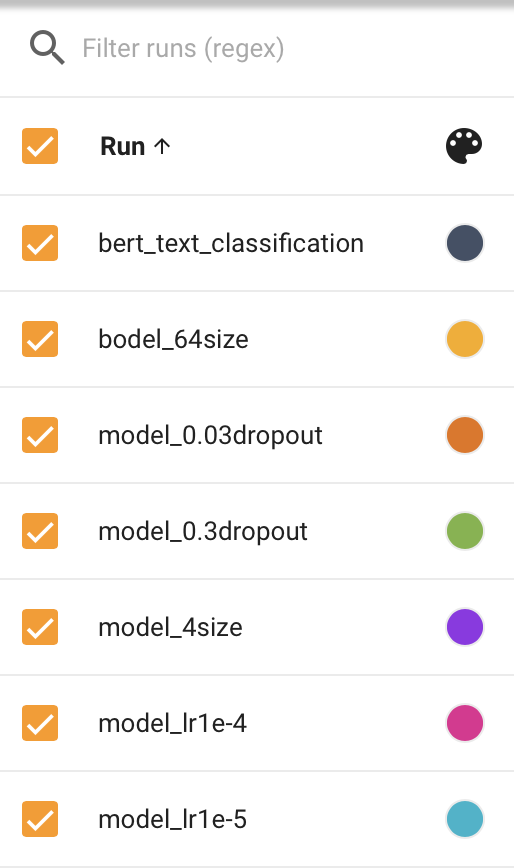 Filter runs (regex)
Run ↑
bert_text_classification
bodel_64size
model_0.03dropout
model_0.3dropout
model_4size
model_lr1e-4
model_lr1e-5